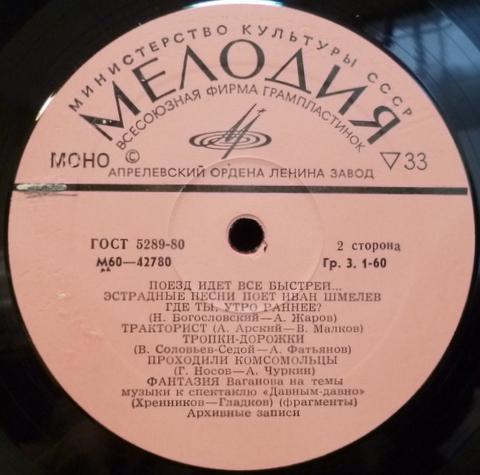 МИНИСТЕРСТВО КУЛЬТУРЫ СССР
МЕЛОДИЯ
ВСЕСОЮЗНАЯ ФИРМА ГРАМПЛАСТИНОК
МОНО © ▽33
АПРЕЛЕВСКИЙ ОРДЕНА ЛЕНИНА ЗАВОД
ГОСТ 5289-80 2 сторона
М60—42780 Гр. 3. 1-60
ПОЕЗД ИДЕТ ВСЕ БЫСТРЕЙ...
ЭСТРАДНЫЕ ПЕСНИ ПОЕТ ИВАН ШМЕЛЕВ
ГДЕ ТЫ, УТРО РАННЕЕ?
(Н. Богословский—А. Жаров)
ТРАКТОРИСТ (А. Арский—В. Малков)
ТРОПКИ-ДОРОЖКИ
(В. Соловьев-Седой—А. Фатьянов)
ПРОХОДИЛИ КОМСОМОЛЬЦЫ
(Г. Носов—А. Чуркин)
ФАНТАЗИЯ Ваганова на темы
музыки к спектаклю «Давным-давно»
(Хренников—Гладков) (фрагменты)
Архивные записи